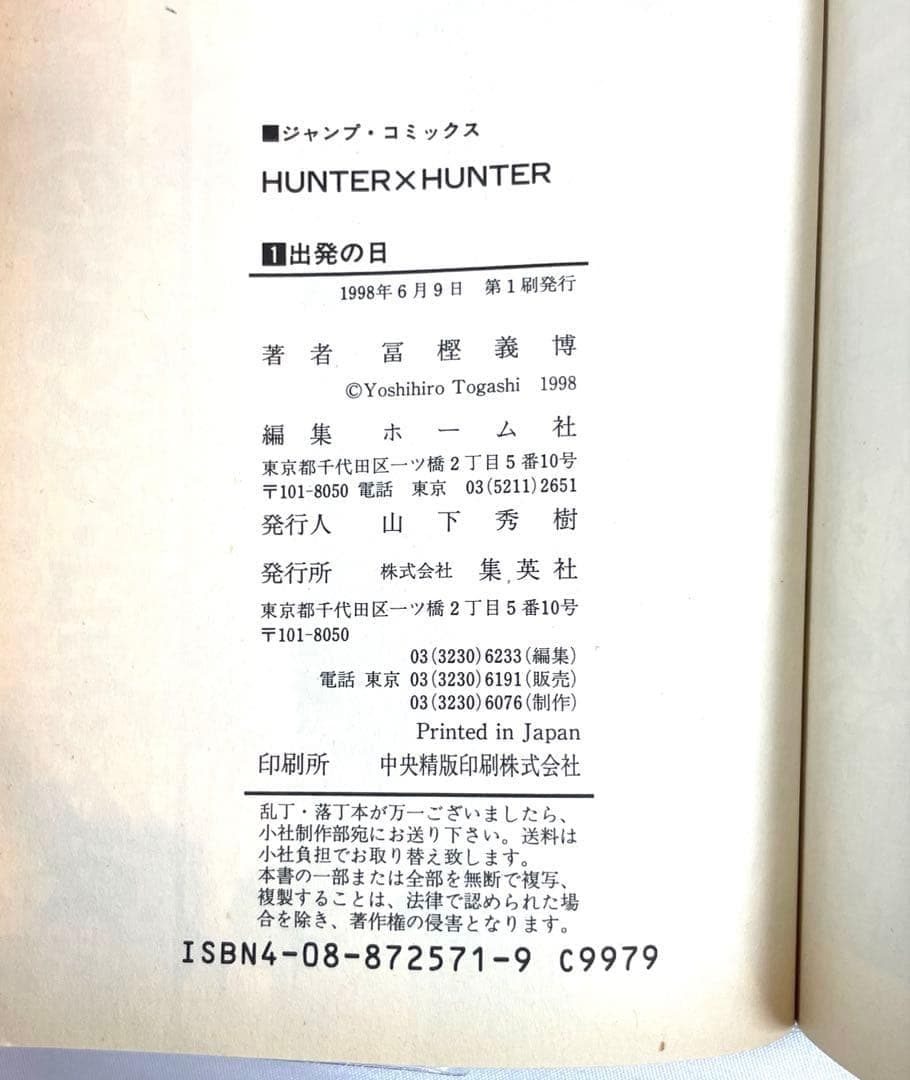 ■ジャンプ・コミックス
HUNTER×HUNTER
1出発の日
1998年6月9日 第1刷発行
著者 冨樫義博
©Yoshihiro Togashi 1998
編集 ホーム社
東京都千代田区一ツ橋2丁目5番10号
〒101-8050 電話 東京 03(5211)2651
発行人 山下秀樹
発行所 株式会社 集英社
東京都千代田区一ツ橋2丁目5番10号
〒101-8050
03(3230)6233(編集)
電話 東京 03(3230)6191(販売)
03(3230)6076(制作)
Printed in Japan
印刷所 中央精版印刷株式会社
乱丁・落丁本が万一ございましたら、
小社制作部宛にお送り下さい。送料は
小社負担でお取り替え致します。
本書の一部または全部を無断で複写、
複製することは、法律で認められた場
合を除き、著作権の侵害となります。
ISBN4-08-872571-9 C9979